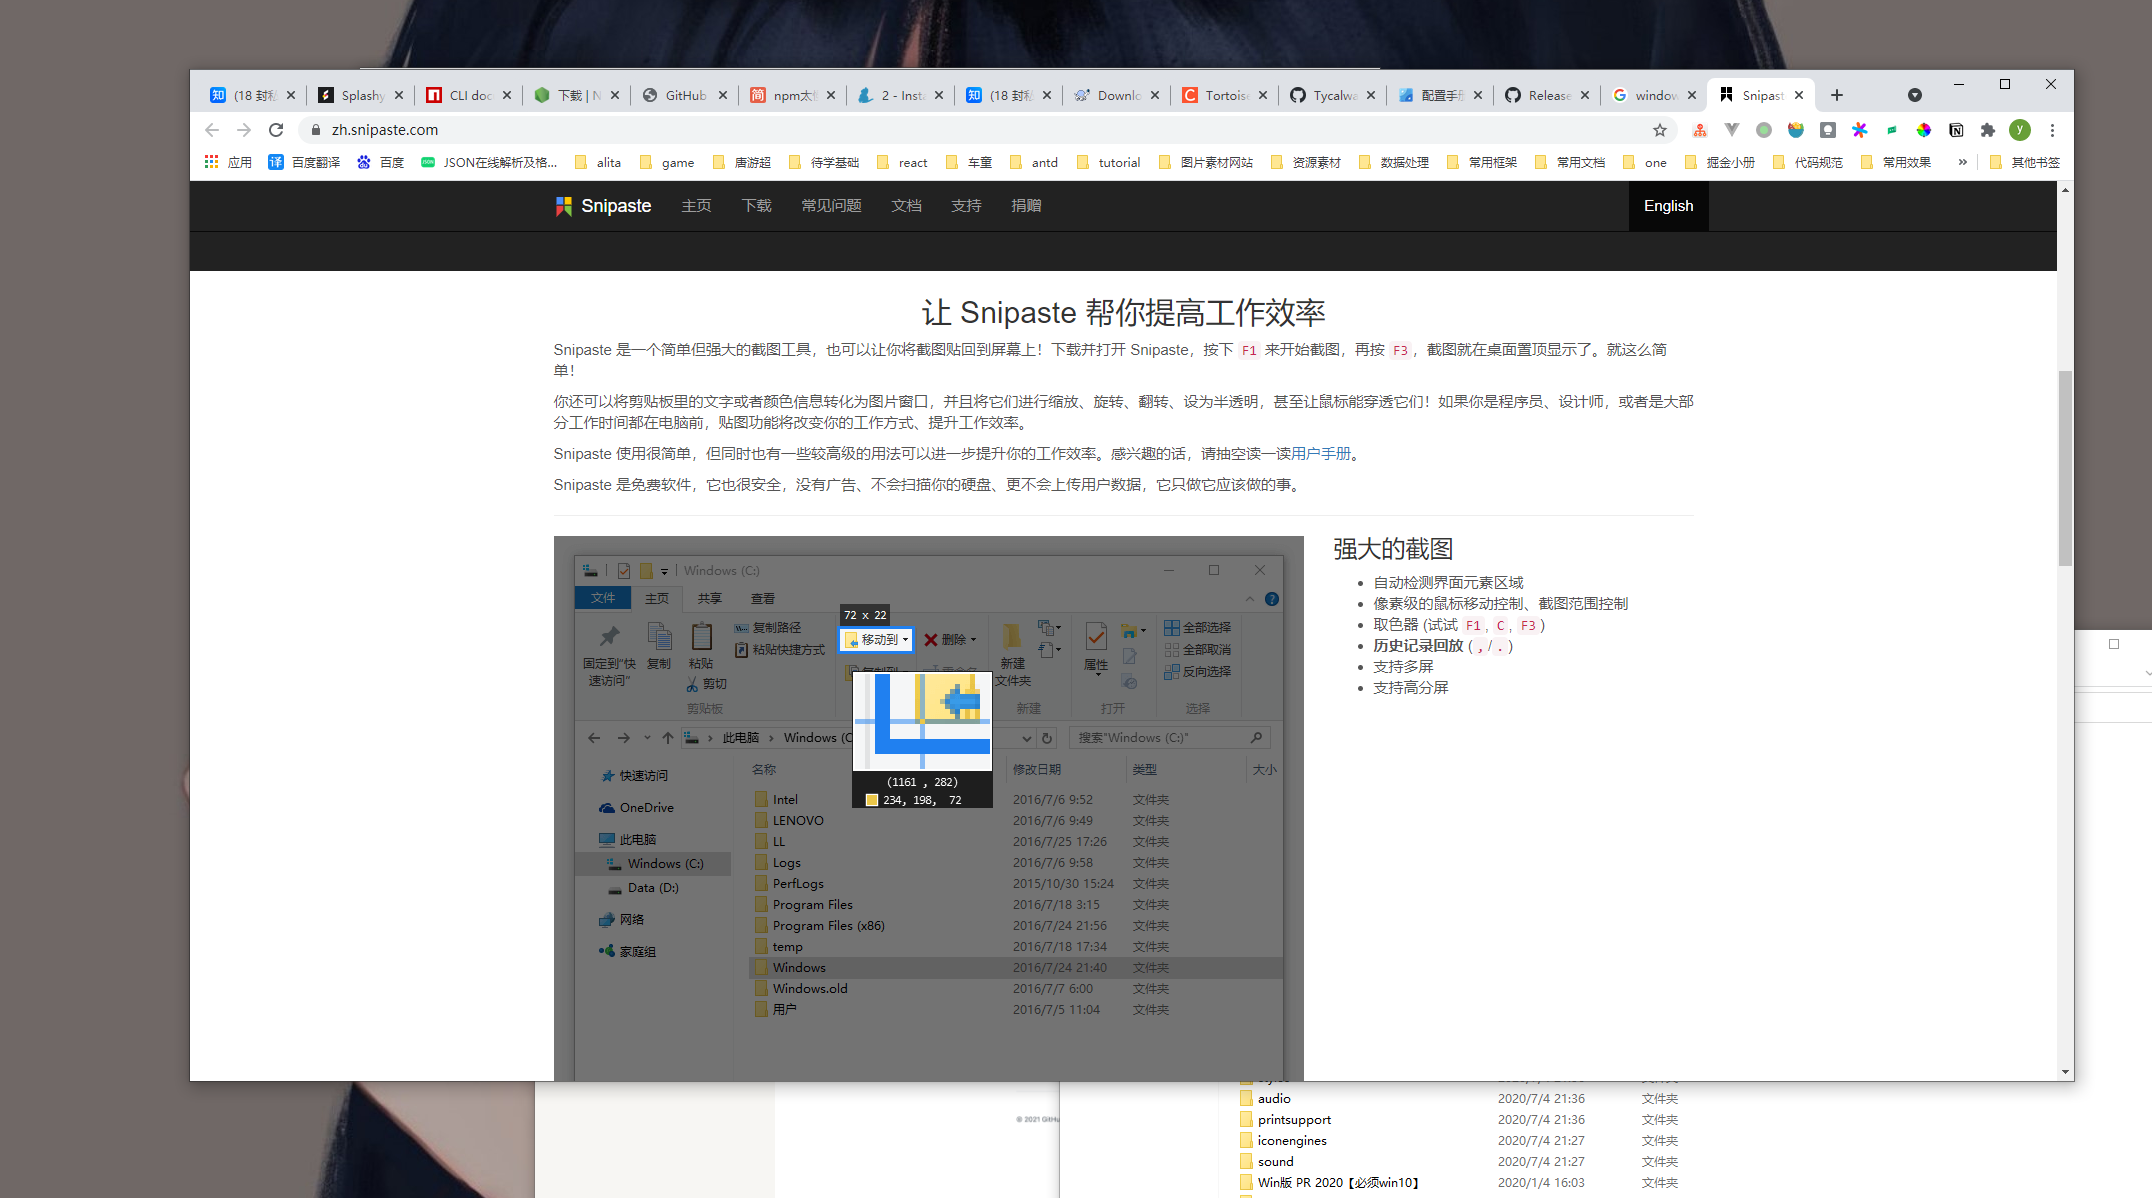 (18 封私
Splashy
CLI doc
下载 | N
GitHub
npm太慢
2 - Insta
(18 封私
Downlo
Tortoise
Tycalwa
配置手册
Release
window
Snipast
zh.snipaste.com
y
应用
百度翻译
百度
JSON在线解析及格...
alita
game
唐游超
待学基础
react
车童
antd
tutorial
图片素材网站
资源素材
数据处理
常用框架
常用文档
one
掘金小册
代码规范
常用效果
»
其他书签
Snipaste 主页 下载 常见问题 文档 支持 捐赠 English
让 Snipaste 帮你提高工作效率
Snipaste 是一个简单但强大的截图工具，也可以让你将截图贴回到屏幕上！下载并打开 Snipaste，按下 F1 来开始截图，再按 F3，截图就在桌面置顶显示了。就这么简
单！
你还可以将剪贴板里的文字或者颜色信息转化为图片窗口，并且将它们进行缩放、旋转、翻转、设为半透明，甚至让鼠标能穿透它们！如果你是程序员、设计师，或者是大部
分工作时间都在电脑前，贴图功能将改变你的工作方式、提升工作效率。
Snipaste 使用很简单，但同时也有一些较高级的用法可以进一步提升你的工作效率。感兴趣的话，请抽空读一读用户手册。
Snipaste 是免费软件，它也很安全，没有广告、不会扫描你的硬盘、更不会上传用户数据，它只做它应该做的事。
强大的截图
自动检测界面元素区域
像素级的鼠标移动控制、截图范围控制
取色器 (试试 F1, C, F3)
历史记录回放 (, / .)
支持多屏
支持高分屏
Windows (C:)
文件 主页 共享 查看
72 x 22
固定到"快
速访问"
复制
粘贴
复制路径
粘贴快捷方式
剪切
剪贴板
移动到
删除
新建
文件夹
新建
属性
打开
全部选择
全部取消
反向选择
选择
此电脑 › Windows (C
搜索"Windows (C:)"
(1161 , 282)
234, 198, 72
快速访问
OneDrive
此电脑
Windows (C:)
Data (D:)
网络
家庭组
名称 修改日期 类型 大小
Intel 2016/7/6 9:52 文件夹
LENOVO 2016/7/6 9:49 文件夹
LL 2016/7/25 17:26 文件夹
Logs 2016/7/6 9:58 文件夹
PerfLogs 2015/10/30 15:24 文件夹
Program Files 2016/7/18 3:15 文件夹
Program Files (x86) 2016/7/24 21:56 文件夹
temp 2016/7/18 17:34 文件夹
Windows 2016/7/24 21:40 文件夹
Windows.old 2016/7/7 6:00 文件夹
用户 2016/7/5 11:04 文件夹
© 2021 GitHu
audio 2020/7/4 21:36 文件夹
printsupport 2020/7/4 21:36 文件夹
iconengines 2020/7/4 21:27 文件夹
sound 2020/7/4 21:27 文件夹
Win版 PR 2020【必须win10】 2020/1/4 16:03 文件夹